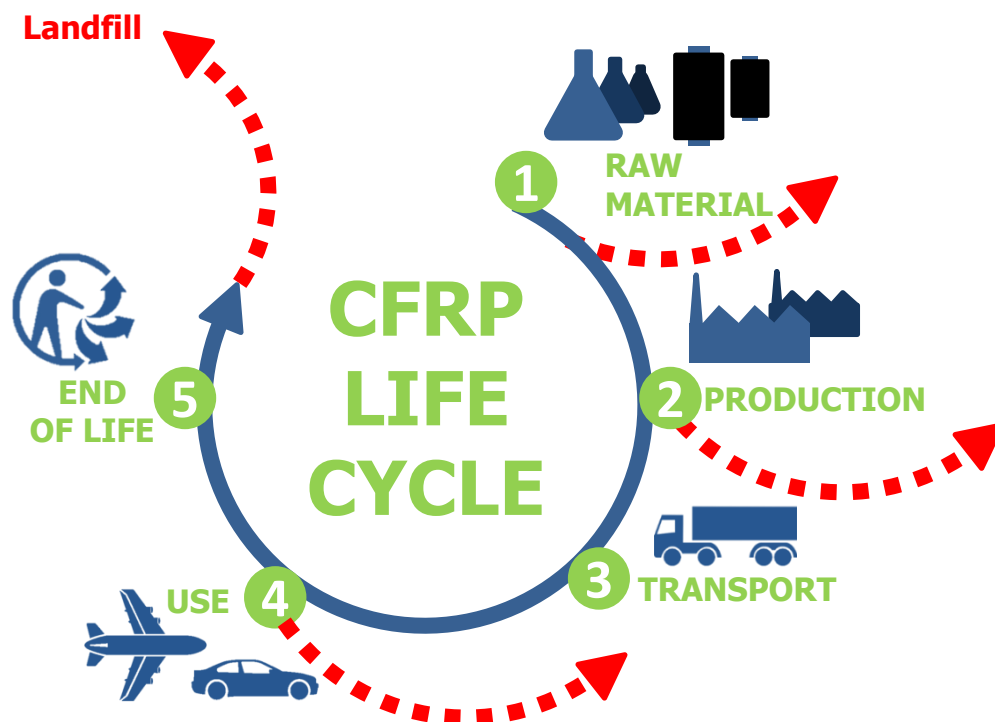 Landfill
1
RAW
MATERIAL
CFRP
LIFE
CYCLE
2 PRODUCTION
3
TRANSPORT
USE 4
END
OF LIFE
5